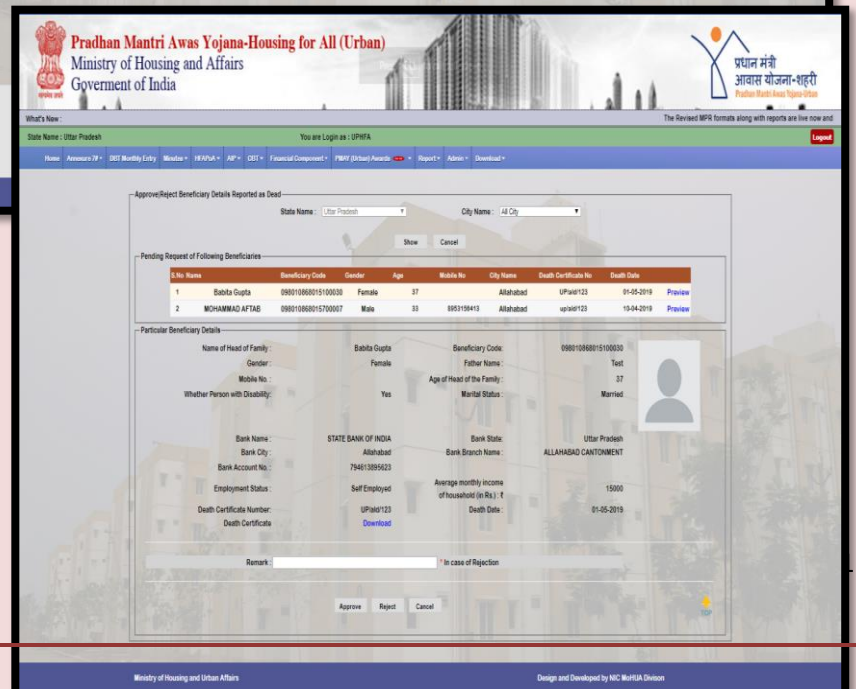 Pradhan Mantri Awas Yojana-Housing for All (Urban)
Ministry of Housing and Affairs
Goverment of India
प्रधान मंत्री
आवास योजना-शहरी
Pradhan Mantri Awas Yojana-Urban
What's New :
The Revised MPR formats along with reports are live now and
State Name : Uttar Pradesh You are Login as : UPHFA Logout
Home Annexure 7# DBT Monthly Entry Minutes HFAPoA AIP CBT Financial Component PMAY (Urban) Awards Report Admin Download
Approve|Reject Beneficiary Details Reported as Dead
State Name : Uttar Pradesh City Name : All City
Show Cancel
Pending Request of Following Beneficiaries
S.No Name Beneficiary Code Gender Age Mobile No City Name Death Certificate No Death Date
1 Babita Gupta 098010868015100030 Female 37 Allahabad UP/ald/123 01-05-2019 Preview
2 MOHAMMAD AFTAB 098010868015700007 Male 33 8953156413 Allahabad up/ald/123 10-04-2019 Preview
Particular Beneficiary Details
Name of Head of Family : Babita Gupta Beneficiary Code: 098010868015100030
Gender : Female Father Name : Test
Mobile No. : Age of Head of the Family : 37
Whether Person with Disability: Yes Marital Status : Married
Bank Name : STATE BANK OF INDIA Bank State: Uttar Pradesh
Bank City : Allahabad Bank Branch Name : ALLAHABAD CANTONMENT
Bank Account No. : 794613895623
Employment Status : Self Employed Average monthly income of household (in Rs.) : ₹ 15000
Death Certificate Number: UP/ald/123 Death Date : 01-05-2019
Death Certificate Download
Remark : * In case of Rejection
Approve Reject Cancel
TOP
Ministry of Housing and Urban Affairs Design and Developed by NIC MoHUA Divison